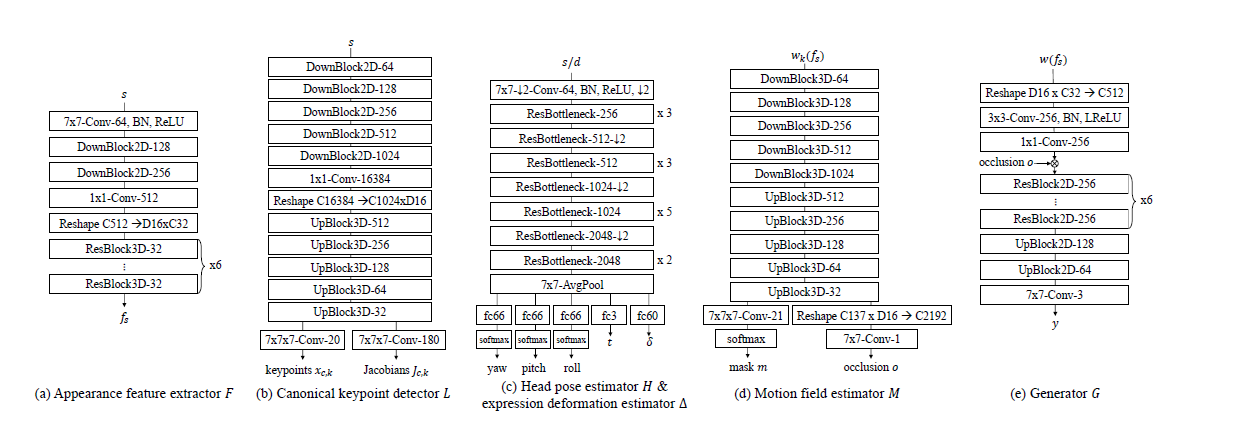 s
7x7-Conv-64, BN, ReLU
DownBlock2D-128
DownBlock2D-256
1x1-Conv-512
Reshape C512 →D16xC32
ResBlock3D-32
...
ResBlock3D-32
x6
fₛ
(a) Appearance feature extractor F
s
DownBlock2D-64
DownBlock2D-128
DownBlock2D-256
DownBlock2D-512
DownBlock2D-1024
1x1-Conv-16384
Reshape C16384 →C1024xD16
UpBlock3D-512
UpBlock3D-256
UpBlock3D-128
UpBlock3D-64
UpBlock3D-32
7x7x7-Conv-20 7x7x7-Conv-180
keypoints x_{c,k} Jacobians J_{c,k}
(b) Canonical keypoint detector L
s/d
7x7-↓2-Conv-64, BN, ReLU, ↓2
ResBottleneck-256 x 3
ResBottleneck-512-↓2
ResBottleneck-512 x 3
ResBottleneck-1024-↓2
ResBottleneck-1024 x 5
ResBottleneck-2048-↓2
ResBottleneck-2048 x 2
7x7-AvgPool
fc66 fc66 fc66 fc3 fc60
softmax softmax softmax t δ
yaw pitch roll
(c) Head pose estimator H &
expression deformation estimator Δ
wₖ(fₛ)
DownBlock3D-64
DownBlock3D-128
DownBlock3D-256
DownBlock3D-512
DownBlock3D-1024
UpBlock3D-512
UpBlock3D-256
UpBlock3D-128
UpBlock3D-64
UpBlock3D-32
7x7x7-Conv-21 Reshape C137 x D16 → C2192
softmax 7x7-Conv-1
mask m occlusion o
(d) Motion field estimator M
w(fₛ)
Reshape D16 x C32 → C512
3x3-Conv-256, BN, LReLU
1x1-Conv-256
occlusion o →⊗
ResBlock2D-256
...
ResBlock2D-256
x6
UpBlock2D-128
UpBlock2D-64
7x7-Conv-3
y
(e) Generator G